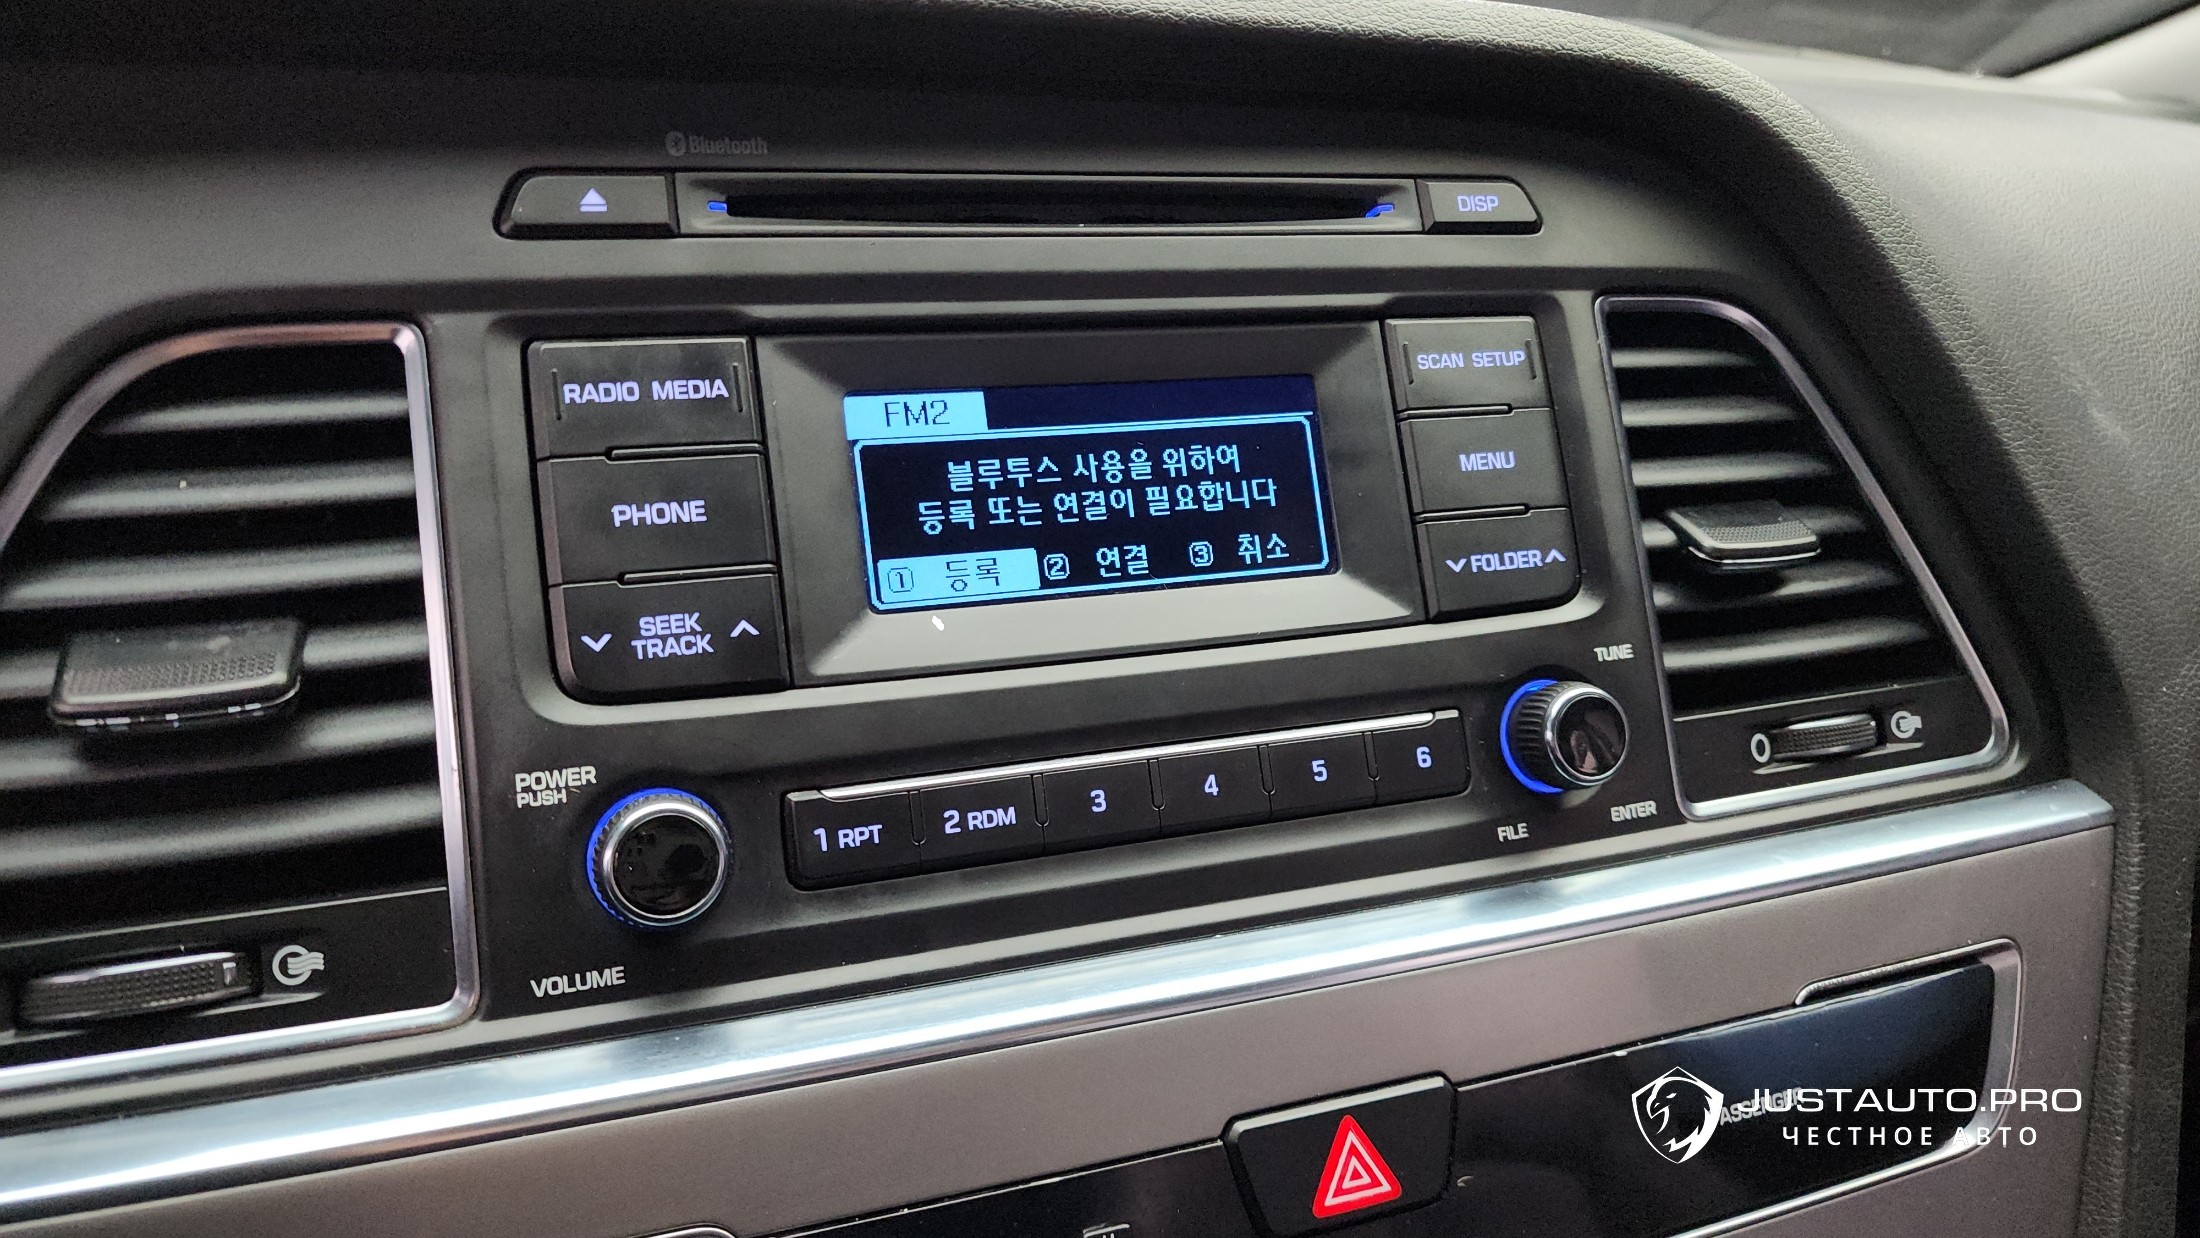 Bluetooth
DISP
RADIO MEDIA
SCAN SETUP
FM2
블루투스 사용을 위하여
등록 또는 연결이 필요합니다
1 등록 2 연결 3 취소
PHONE
MENU
SEEK
TRACK
FOLDER
TUNE
POWER
PUSH
1 RPT
2 RDM
3
4
5
6
FILE
ENTER
VOLUME
JUSTAUTO.PRO
ЧЕСТНОЕ АВТО